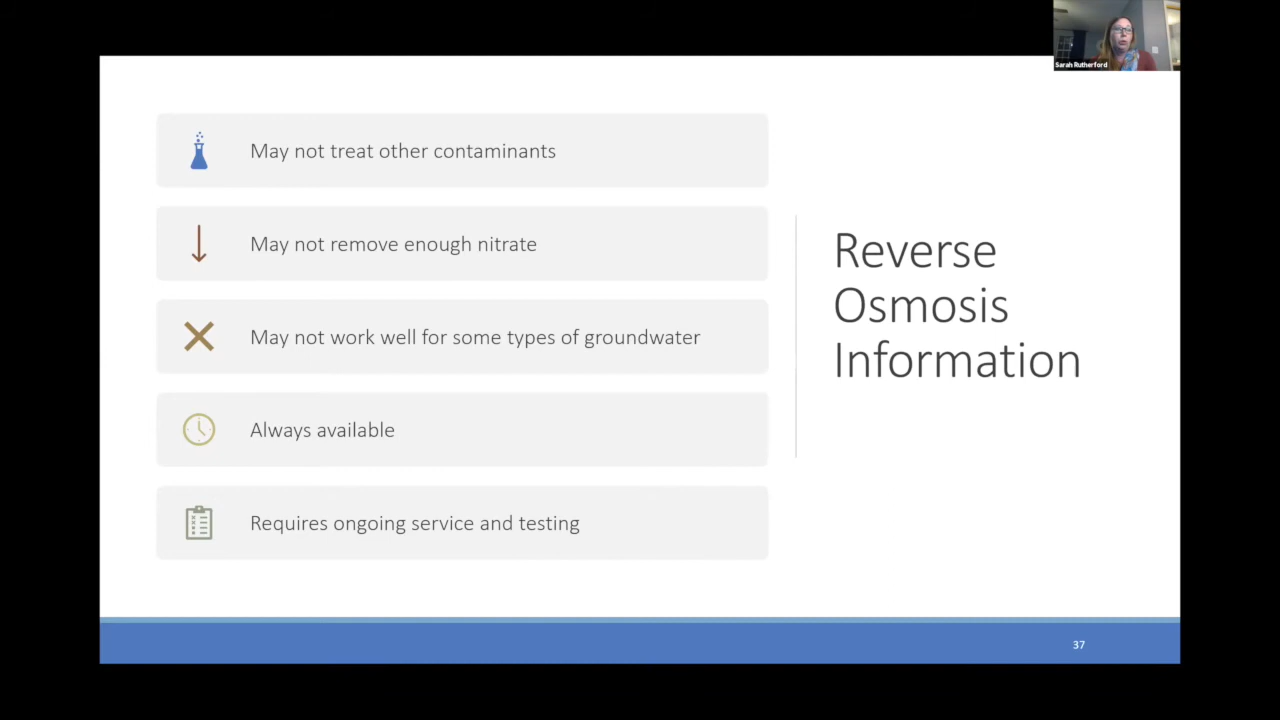 Sarah Rutherford
May not treat other contaminants
May not remove enough nitrate
May not work well for some types of groundwater
Always available
Requires ongoing service and testing
Reverse
Osmosis
Information
37